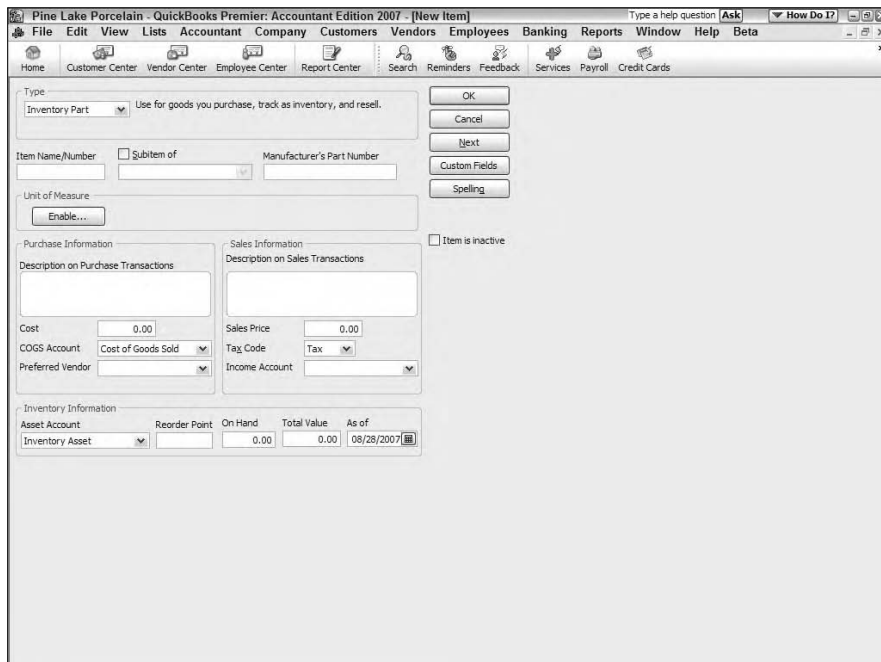 Pine Lake Porcelain - QuickBooks Premier: Accountant Edition 2007 - [New Item] Type a help question Ask How Do I?
File Edit View Lists Accountant Company Customers Vendors Employees Banking Reports Window Help Beta
Home Customer Center Vendor Center Employee Center Report Center Search Reminders Feedback Services Payroll Credit Cards
Type
Inventory Part Use for goods you purchase, track as inventory, and resell.
OK
Cancel
Next
Custom Fields
Spelling
Item is inactive
Item Name/Number Subitem of Manufacturer's Part Number
Unit of Measure
Enable...
Purchase Information
Description on Purchase Transactions
Cost 0.00
COGS Account Cost of Goods Sold
Preferred Vendor
Sales Information
Description on Sales Transactions
Sales Price 0.00
Tax Code Tax
Income Account
Inventory Information
Asset Account Reorder Point On Hand Total Value As of
Inventory Asset 0.00 0.00 08/28/2007